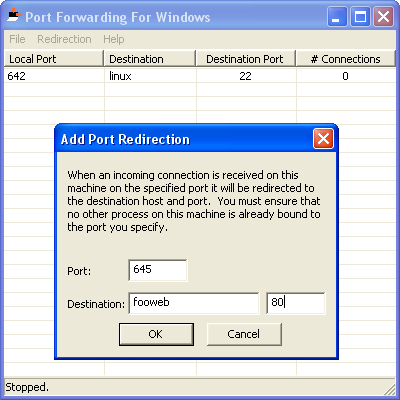 Port Forwarding For Windows
File Redirection Help
Local Port Destination Destination Port # Connections
642 linux 22 0
Add Port Redirection
When an incoming connection is received on this
machine on the specified port it will be redirected to
the destination host and port. You must ensure that
no other process on this machine is already bound to
the port you specify.
Port: 645
Destination: fooweb 80
OK Cancel
Stopped.